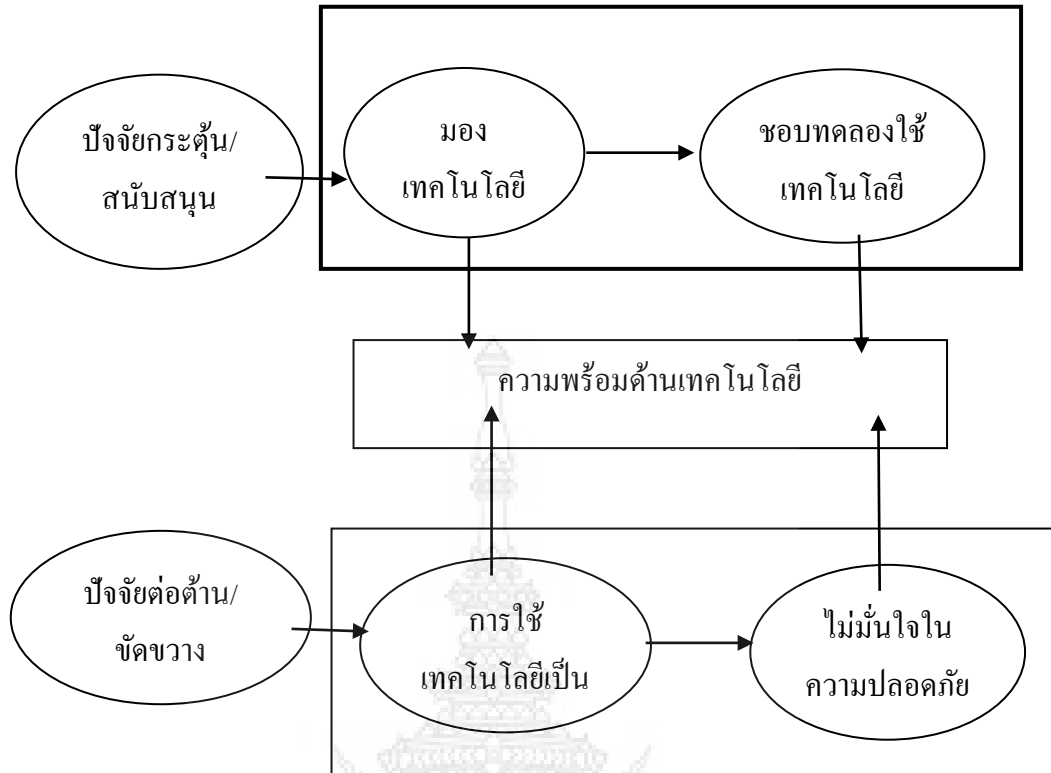 ปัจจัยกระตุ้น/
สนับสนุน
มอง
เทคโนโลยี
ชอบทดลองใช้
เทคโนโลยี
ความพร้อมด้านเทคโนโลยี
ปัจจัยต่อต้าน/
ขัดขวาง
การใช้
เทคโนโลยีเป็น
ไม่มั่นใจใน
ความปลอดภัย